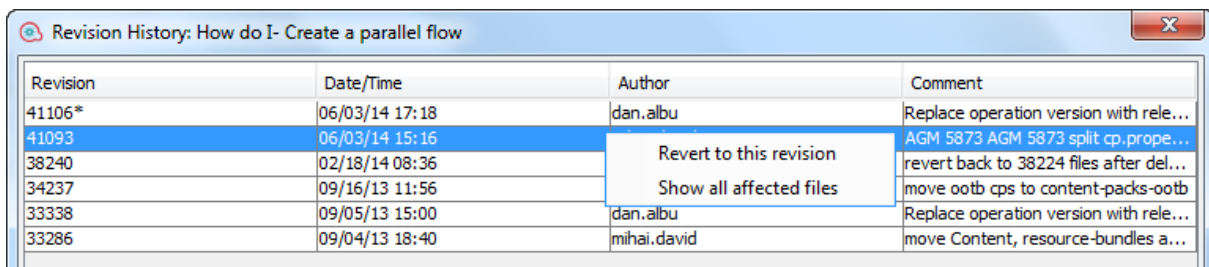 Revision History: How do I- Create a parallel flow
Revision Date/Time Author Comment
41106* 06/03/14 17:18 dan.albu Replace operation version with rele...
41093 06/03/14 15:16 AGM 5873 AGM 5873 split cp.prope...
Revert to this revision
38240 02/18/14 08:36 revert back to 38224 files after del...
Show all affected files
34237 09/16/13 11:56 move ootb cps to content-packs-ootb
33338 09/05/13 15:00 dan.albu Replace operation version with rele...
33286 09/04/13 18:40 mihai.david move Content, resource-bundles a...